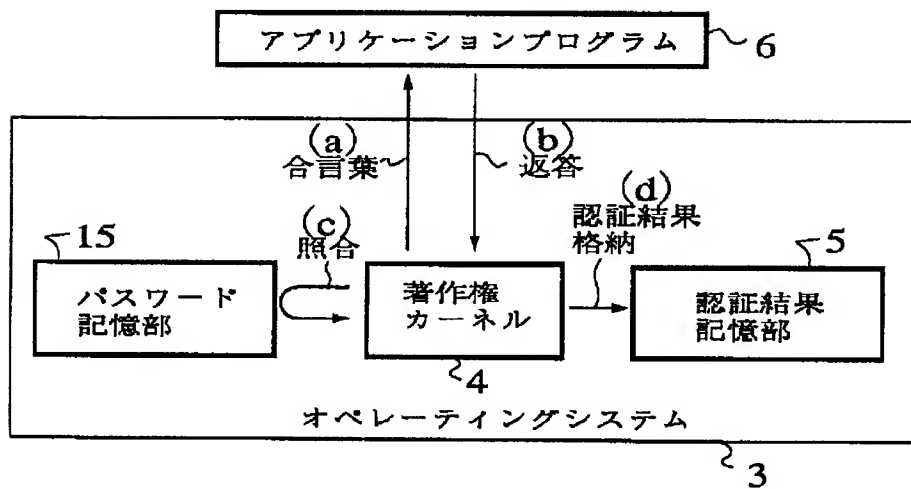 アプリケーションプログラム
6
(a)
合言葉
(b)
返答
(c)
照合
(d)
認証結果
格納
15
パスワード
記憶部
著作権
カーネル
4
5
認証結果
記憶部
オペレーティングシステム
3